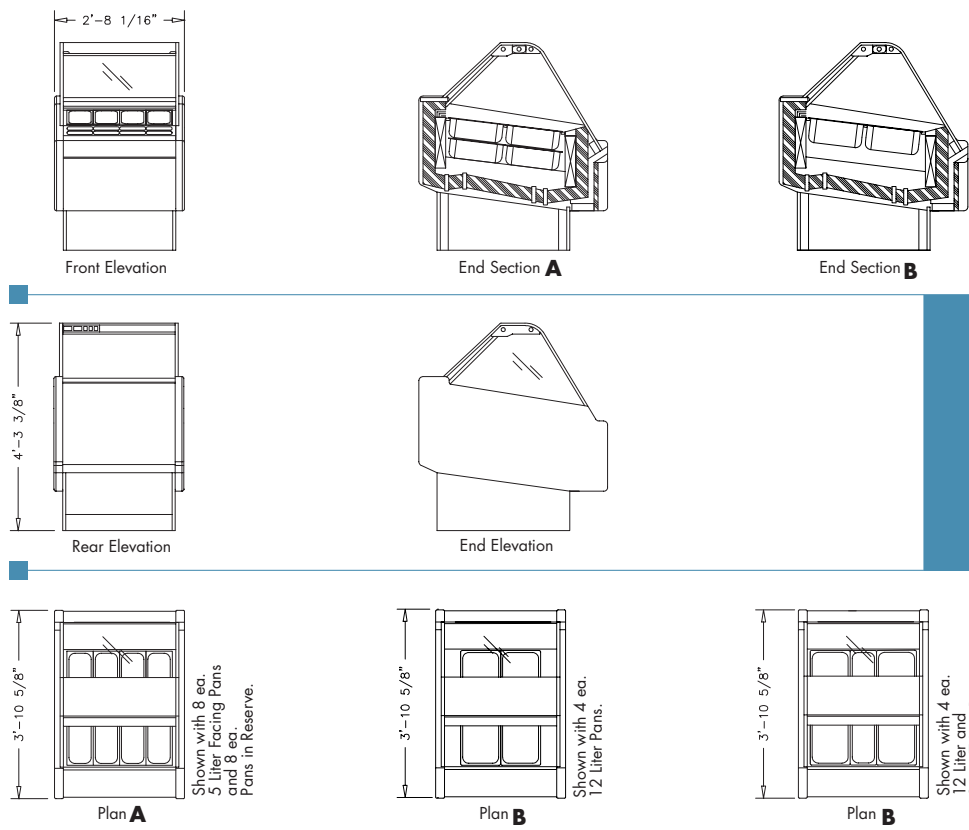 2'-8 1/16"
Front Elevation
End Section A
End Section B
4'-3 3/8"
Rear Elevation
End Elevation
3'-10 5/8"
Shown with 8 ea.
5 Liter Facing Pans
and 8 ea.
Pans in Reserve.
Plan A
3'-10 5/8"
Shown with 4 ea.
12 Liter Pans.
Plan B
3'-10 5/8"
Shown with 4 ea.
12 Liter and
Plan B